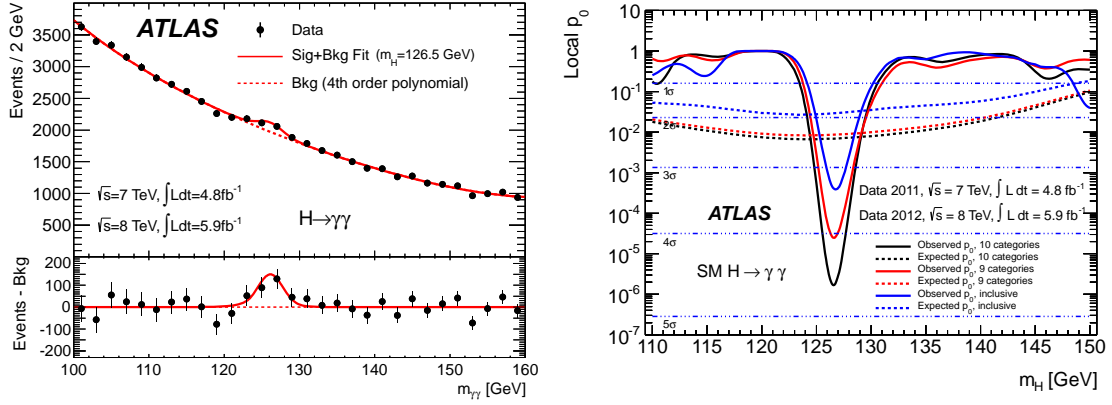 ATLAS
Data
Sig+Bkg Fit (mH=126.5 GeV)
Bkg (4th order polynomial)
Events / 2 GeV
3500
3000
2500
2000
1500
1000
500
√s=7 TeV, ∫Ldt=4.8fb-1
√s=8 TeV, ∫Ldt=5.9fb-1
H→γγ
Events - Bkg
200
100
0
-100
-200
100 110 120 130 140 150 160
mγγ [GeV]
Local p0
10
1
10-1
10-2
10-3
10-4
10-5
10-6
10-7
1σ
2σ
3σ
4σ
5σ
Data 2011, √s = 7 TeV, ∫ L dt = 4.8 fb-1
ATLAS
Data 2012, √s = 8 TeV, ∫ L dt = 5.9 fb-1
SM H → γ γ
Observed p0, 10 categories
Expected p0, 10 categories
Observed p0, 9 categories
Expected p0, 9 categories
Observed p0, inclusive
Expected p0, inclusive
110 115 120 125 130 135 140 145 150
mH [GeV]